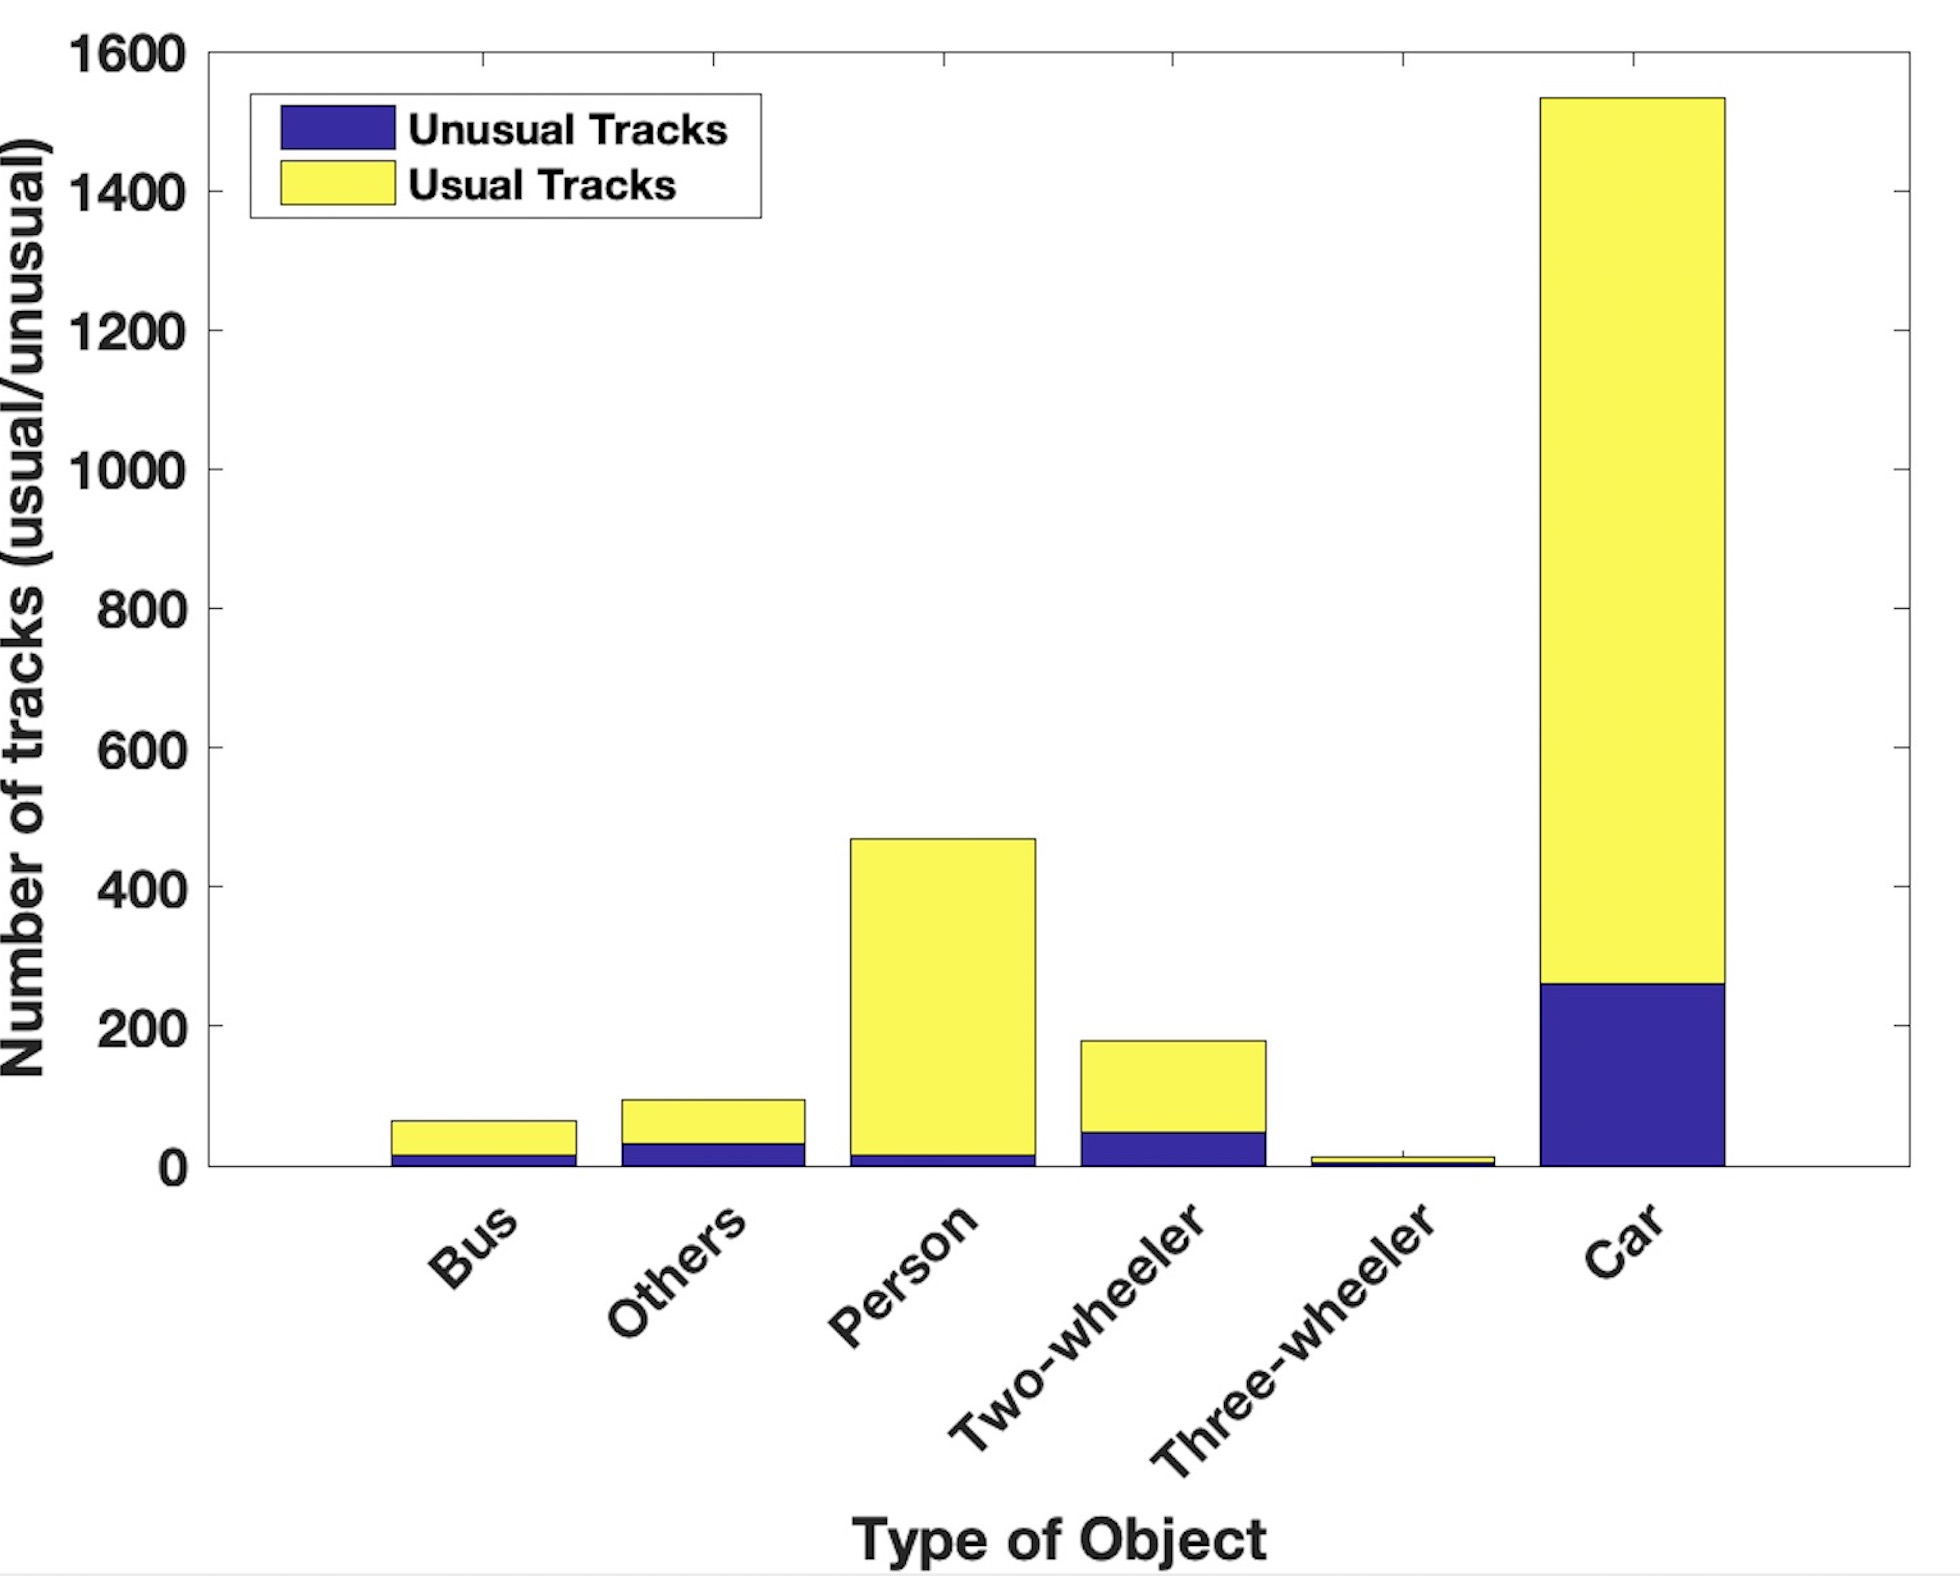 Number of tracks (usual/unusual)
1600
1400
1200
1000
800
600
400
200
0
Unusual Tracks
Usual Tracks
Bus
Others
Person
Two-wheeler
Three-wheeler
Car
Type of Object